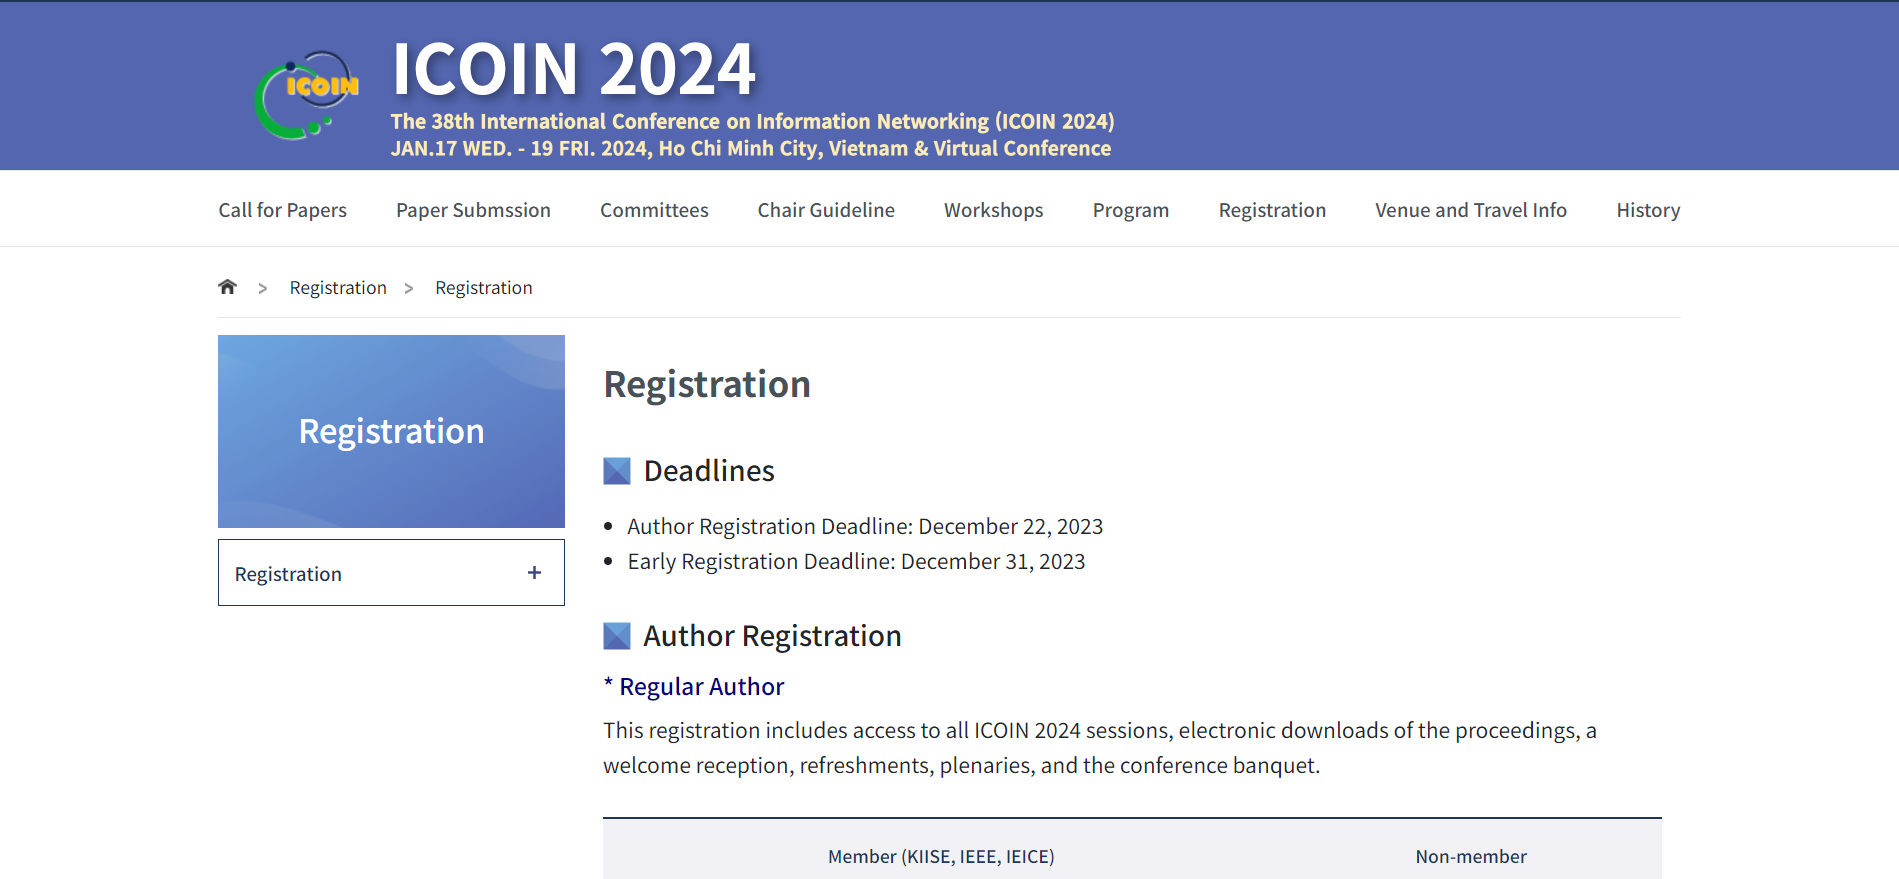 ICOIN
ICOIN 2024
The 38th International Conference on Information Networking (ICOIN 2024)
JAN.17 WED. - 19 FRI. 2024, Ho Chi Minh City, Vietnam & Virtual Conference
Call for Papers Paper Submssion Committees Chair Guideline Workshops Program Registration Venue and Travel Info History
> Registration > Registration
Registration
Registration +
Registration
Deadlines
• Author Registration Deadline: December 22, 2023
• Early Registration Deadline: December 31, 2023
Author Registration
* Regular Author
This registration includes access to all ICOIN 2024 sessions, electronic downloads of the proceedings, a
welcome reception, refreshments, plenaries, and the conference banquet.
Member (KIISE, IEEE, IEICE) Non-member